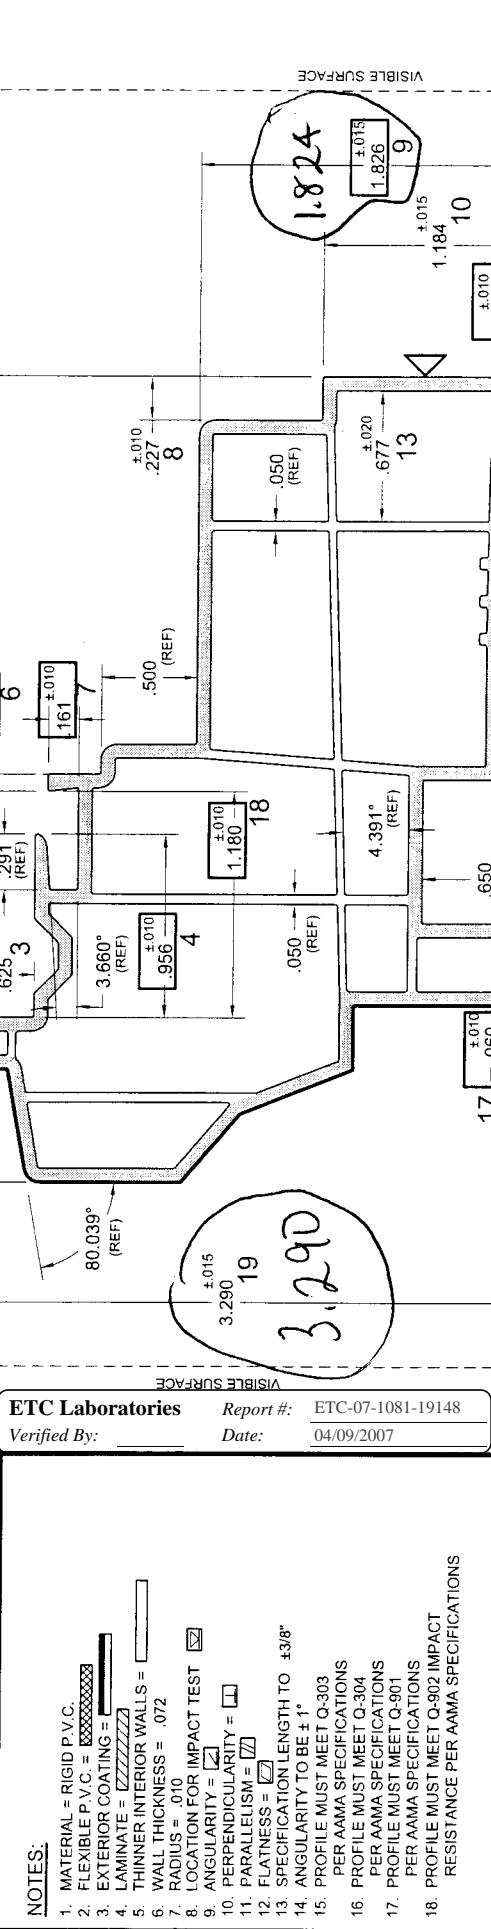 VISIBLE SURFACE
1.824
±.015
1.826
9
±.015
1.184
10
±.010
±.010
.227
8
.050
(REF)
±.020
.677
13
6
±.010
.161
7
.500
(REF)
.291
(REF)
±.010
1.180
18
4.391°
(REF)
.650
.625
3
3.660°
(REF)
±.010
.956
4
.050
(REF)
±.010
.060
17
80.039°
(REF)
±.015
3.290
19
3.290
VISIBLE SURFACE
ETC Laboratories
Report #: ETC-07-1081-19148
Verified By:
Date: 04/09/2007
NOTES:
1. MATERIAL = RIGID P.V.C.
2. FLEXIBLE P.V.C. =
3. EXTERIOR COATING =
4. LAMINATE =
5. THINNER INTERIOR WALLS =
6. WALL THICKNESS = .072
7. RADIUS = .010
8. LOCATION FOR IMPACT TEST
9. ANGULARITY =
10. PERPENDICULARITY =
11. PARALLELISM =
12. FLATNESS =
13. SPECIFICATION LENGTH TO ±3/8"
14. ANGULARITY TO BE ± 1°
15. PROFILE MUST MEET Q-303
PER AAMA SPECIFICATIONS
16. PROFILE MUST MEET Q-304
PER AAMA SPECIFICATIONS
17. PROFILE MUST MEET Q-901
PER AAMA SPECIFICATIONS
18. PROFILE MUST MEET Q-902 IMPACT
RESISTANCE PER AAMA SPECIFICATIONS